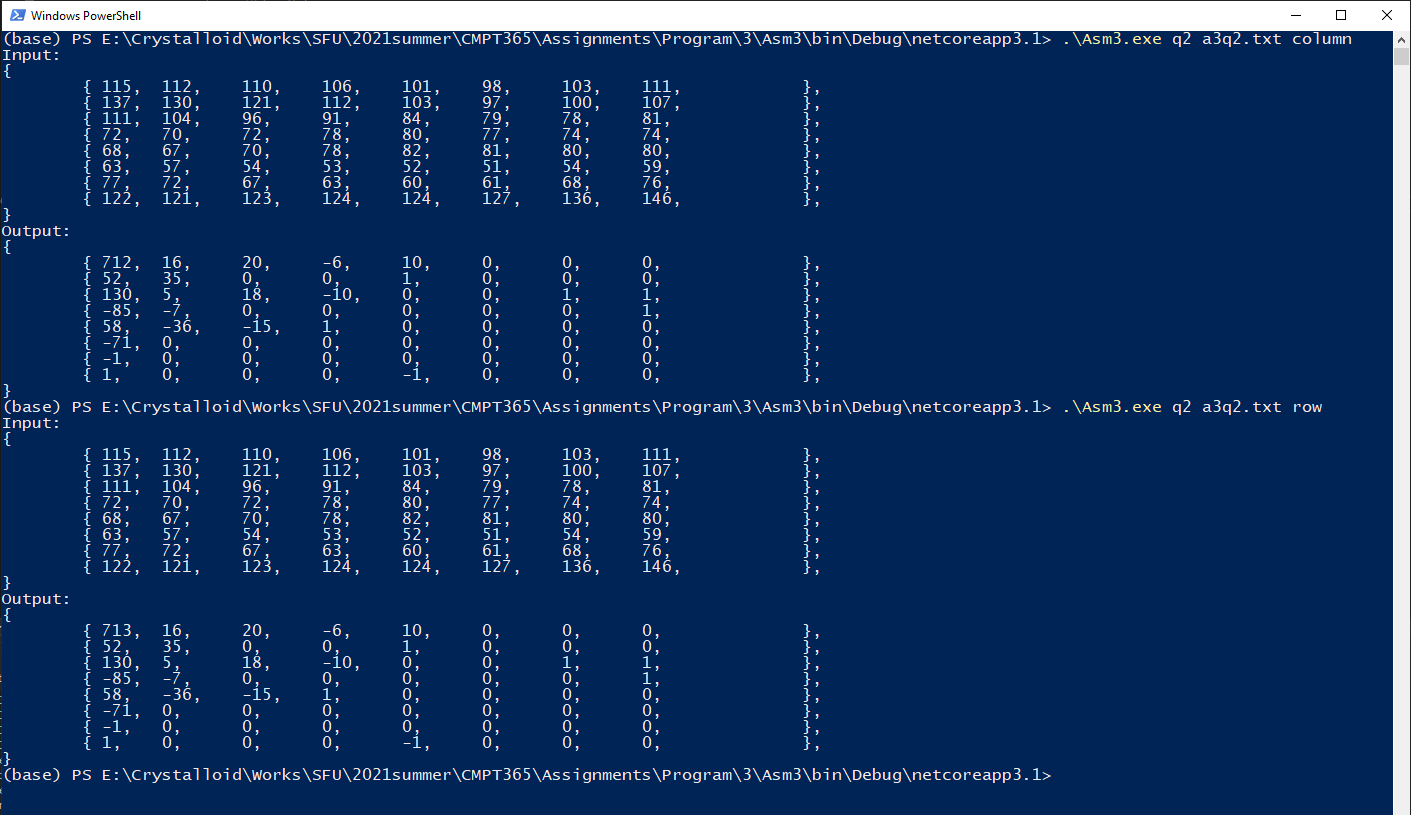 Windows PowerShell
(base) PS E:\Crystalloid\Works\SFU\2021summer\CMPT365\Assignments\Program\3\Asm3\bin\Debug\netcoreapp3.1> .\Asm3.exe q2 a3q2.txt column
Input:
{
{ 115, 112, 110, 106, 101, 98, 103, 111, },
{ 137, 130, 121, 112, 103, 97, 100, 107, },
{ 111, 104, 96, 91, 84, 79, 78, 81, },
{ 72, 70, 72, 78, 80, 77, 74, 74, },
{ 68, 67, 70, 78, 82, 81, 80, 80, },
{ 63, 57, 54, 53, 52, 51, 54, 59, },
{ 77, 72, 67, 63, 60, 61, 68, 76, },
{ 122, 121, 123, 124, 124, 127, 136, 146, },
}
Output:
{
{ 712, 16, 20, -6, 10, 0, 0, 0, },
{ 52, 35, 0, 0, 1, 0, 0, 0, },
{ 130, 5, 18, -10, 0, 0, 1, 1, },
{ -85, -7, 0, 0, 0, 0, 0, 1, },
{ 58, -36, -15, 1, 0, 0, 0, 0, },
{ -71, 0, 0, 0, 0, 0, 0, 0, },
{ -1, 0, 0, 0, 0, 0, 0, 0, },
{ 1, 0, 0, 0, -1, 0, 0, 0, },
}
(base) PS E:\Crystalloid\Works\SFU\2021summer\CMPT365\Assignments\Program\3\Asm3\bin\Debug\netcoreapp3.1> .\Asm3.exe q2 a3q2.txt row
Input:
{
{ 115, 112, 110, 106, 101, 98, 103, 111, },
{ 137, 130, 121, 112, 103, 97, 100, 107, },
{ 111, 104, 96, 91, 84, 79, 78, 81, },
{ 72, 70, 72, 78, 80, 77, 74, 74, },
{ 68, 67, 70, 78, 82, 81, 80, 80, },
{ 63, 57, 54, 53, 52, 51, 54, 59, },
{ 77, 72, 67, 63, 60, 61, 68, 76, },
{ 122, 121, 123, 124, 124, 127, 136, 146, },
}
Output:
{
{ 713, 16, 20, -6, 10, 0, 0, 0, },
{ 52, 35, 0, 0, 1, 0, 0, 0, },
{ 130, 5, 18, -10, 0, 0, 1, 1, },
{ -85, -7, 0, 0, 0, 0, 0, 1, },
{ 58, -36, -15, 1, 0, 0, 0, 0, },
{ -71, 0, 0, 0, 0, 0, 0, 0, },
{ -1, 0, 0, 0, 0, 0, 0, 0, },
{ 1, 0, 0, 0, -1, 0, 0, 0, },
}
(base) PS E:\Crystalloid\Works\SFU\2021summer\CMPT365\Assignments\Program\3\Asm3\bin\Debug\netcoreapp3.1>